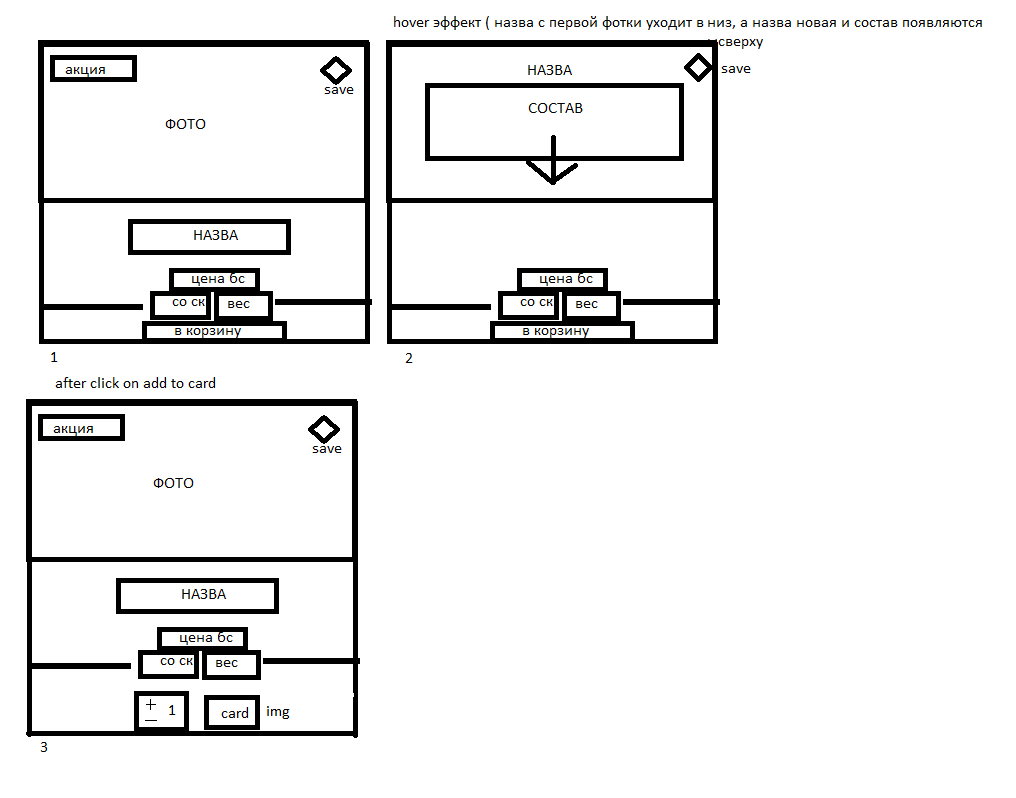 hover эффект ( назва с первой фотки уходит в низ, а назва новая и состав появляются
сверху
акция
save
ФОТО
НАЗВА
цена бс
со ск
вес
в корзину
1
НАЗВА
save
СОСТАВ
цена бс
со ск
вес
в корзину
2
after click on add to card
акция
save
ФОТО
НАЗВА
цена бс
со ск
вес
+
1
—
card
img
3